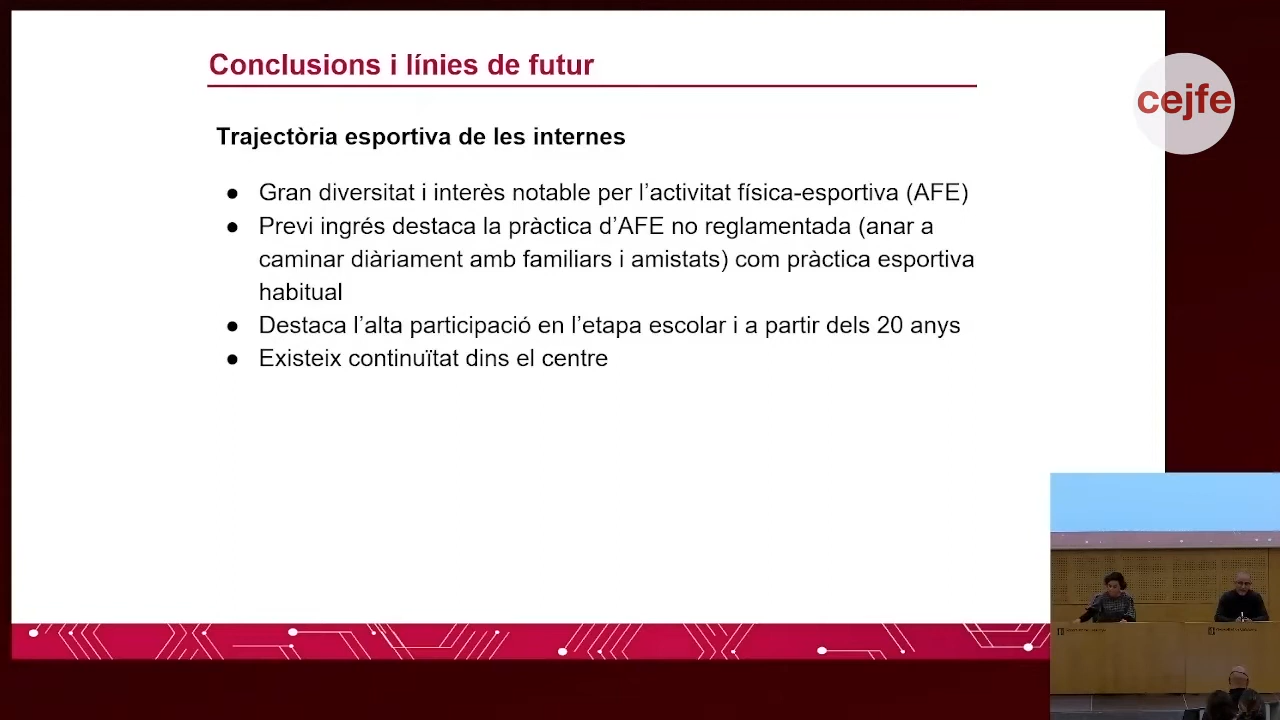 Conclusions i línies de futur
cejfe
Trajectòria esportiva de les internes
● Gran diversitat i interès notable per l’activitat física-esportiva (AFE)
● Previ ingrés destaca la pràctica d’AFE no reglamentada (anar a
caminar diàriament amb familiars i amistats) com pràctica esportiva
habitual
● Destaca l’alta participació en l’etapa escolar i a partir dels 20 anys
● Existeix continuïtat dins el centre